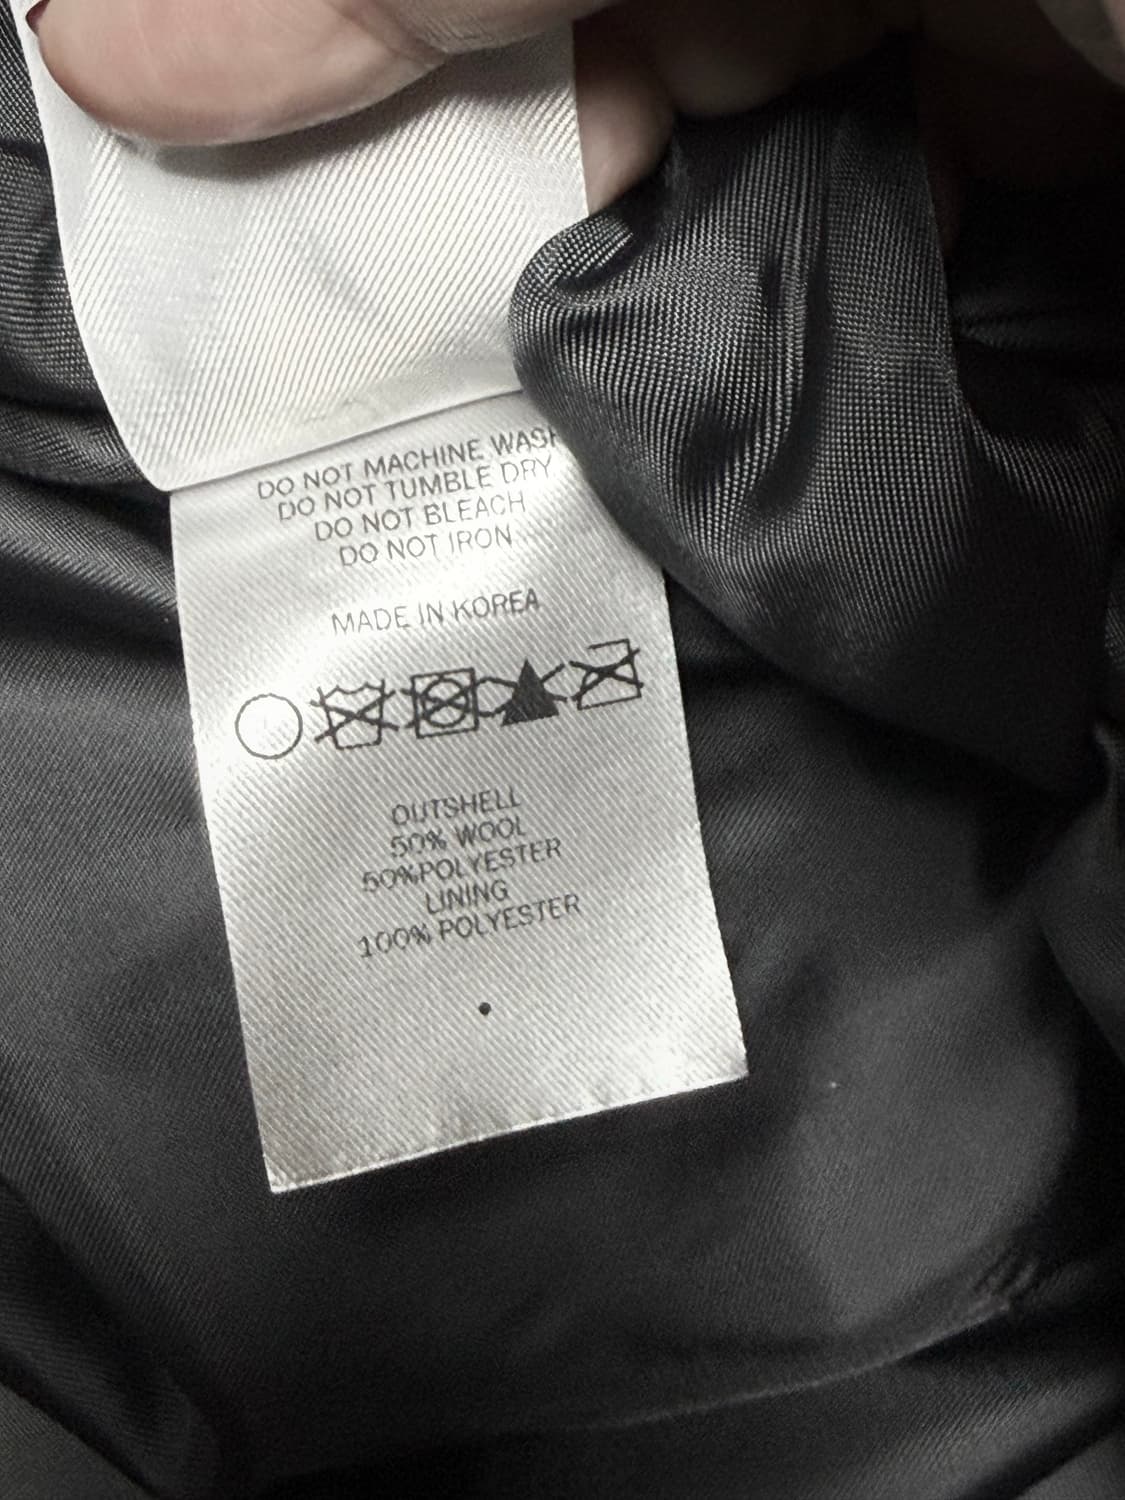 DO NOT MACHINE WASH
DO NOT TUMBLE DRY
DO NOT BLEACH
DO NOT IRON
MADE IN KOREA
OUTSHELL
50% WOOL
50%POLYESTER
LINING
100% POLYESTER